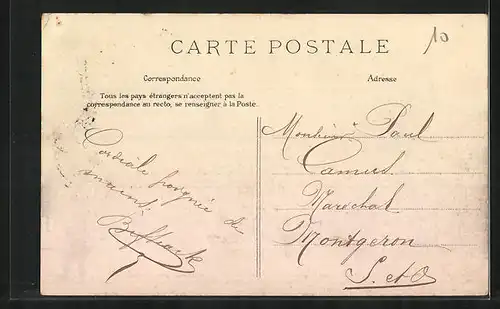 10
CARTE POSTALE
Correspondance
Adresse
Tous les pays étrangers n'acceptent pas la
correspondance au recto, se renseigner à la Poste.
Cordiale poignée de
mains,
Monsieur Paul
Camus
Maréchal
Montgeron
S. et O